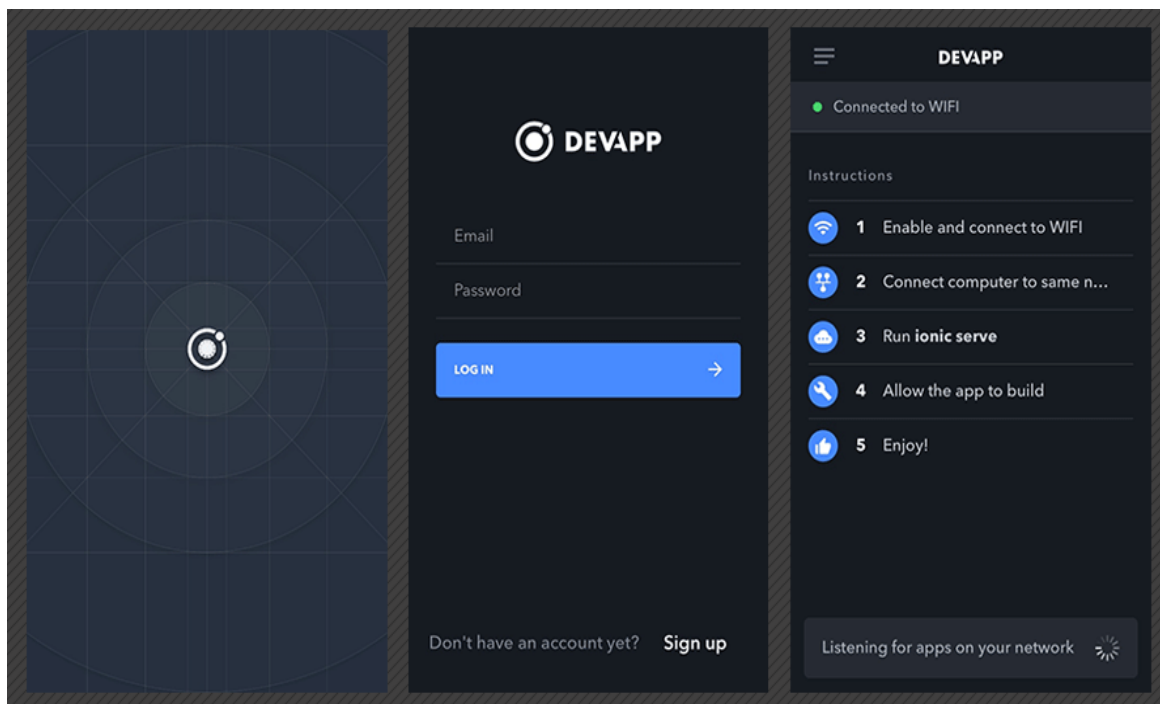 DEVAPP
Email
Password
LOG IN
Don't have an account yet? Sign up
DEVAPP
Connected to WIFI
Instructions
1 Enable and connect to WIFI
2 Connect computer to same n...
3 Run ionic serve
4 Allow the app to build
5 Enjoy!
Listening for apps on your network